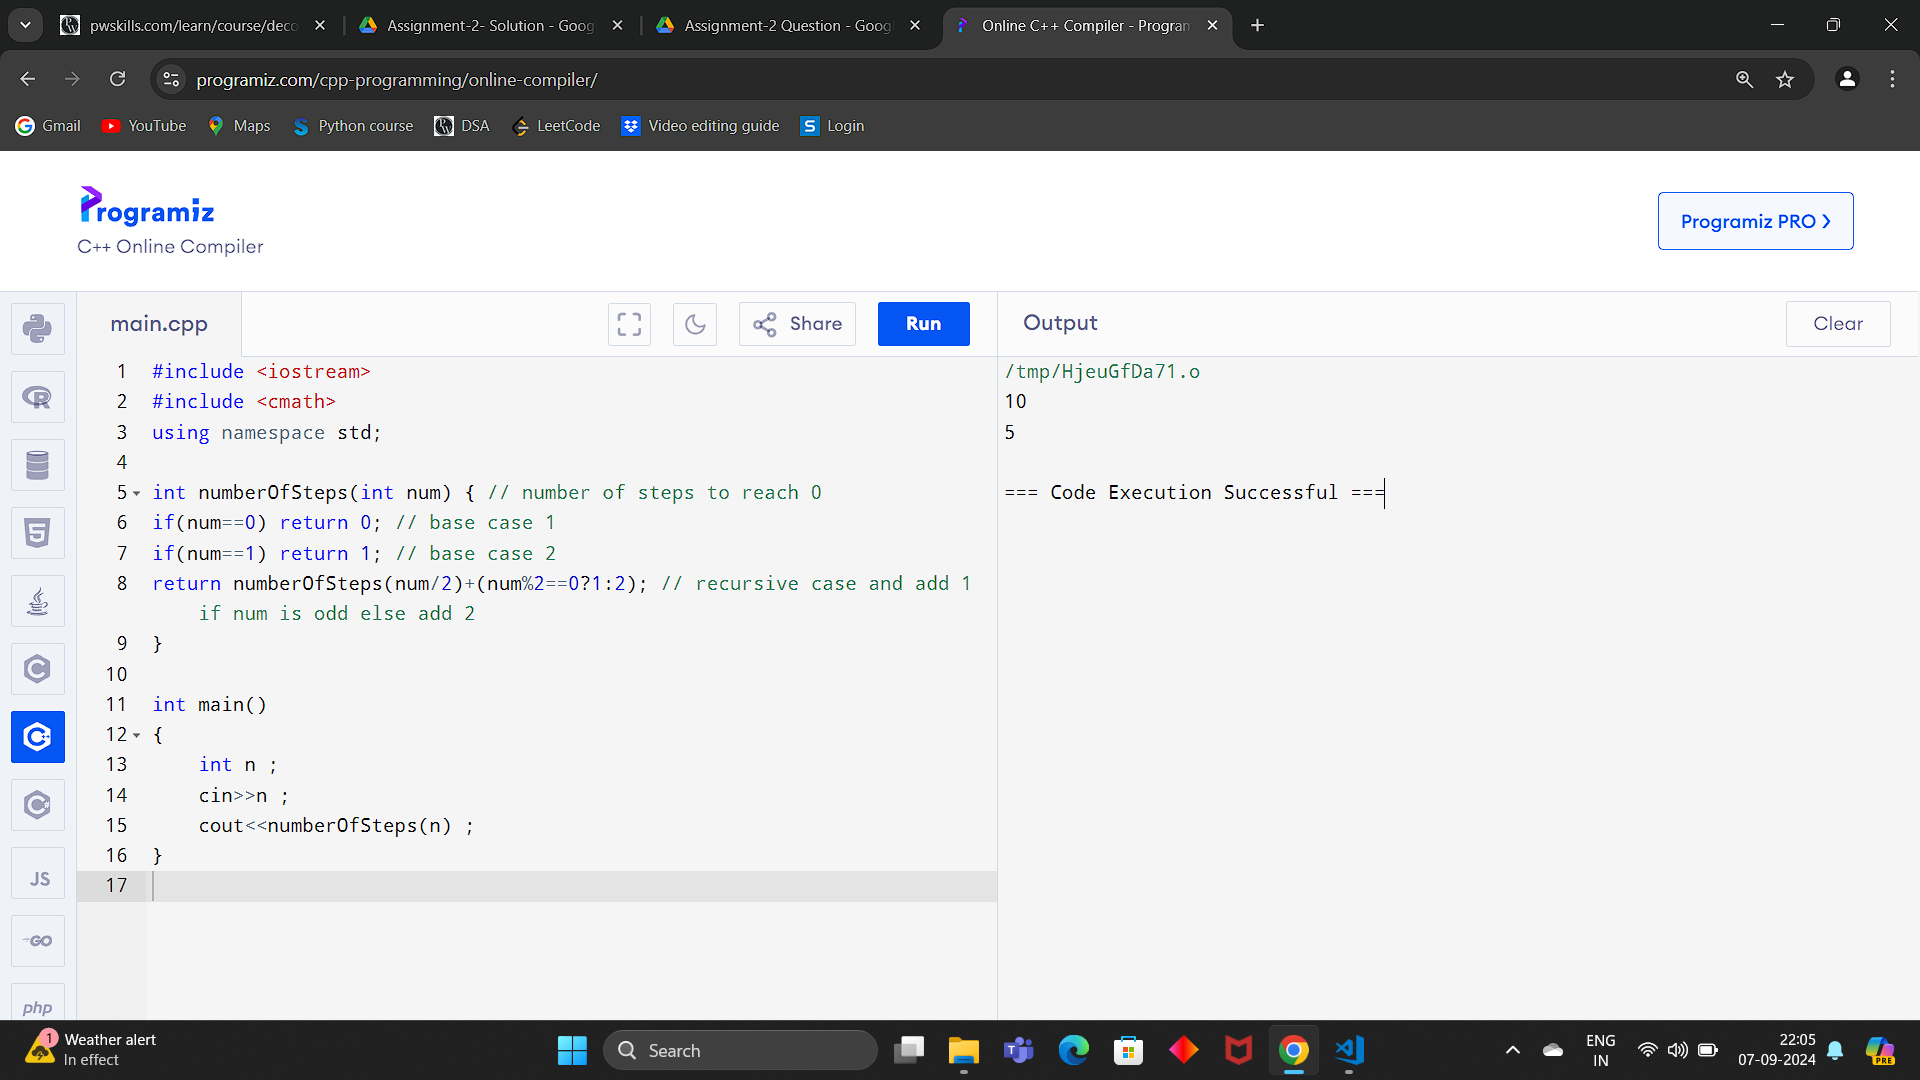 pwskills.com/learn/course/deco
Assignment-2- Solution - Goog
Assignment-2 Question - Goog
Online C++ Compiler - Program
programiz.com/cpp-programming/online-compiler/
Gmail
YouTube
Maps
Python course
DSA
LeetCode
Video editing guide
Login
Programiz
C++ Online Compiler
Programiz PRO >
main.cpp
Share
Run
Output
Clear
1 #include <iostream>
2 #include <cmath>
3 using namespace std;
4
5 int numberOfSteps(int num) { // number of steps to reach 0
6 if(num==0) return 0; // base case 1
7 if(num==1) return 1; // base case 2
8 return numberOfSteps(num/2)+(num%2==0?1:2); // recursive case and add 1
if num is odd else add 2
9 }
10
11 int main()
12 {
13 int n ;
14 cin>>n ;
15 cout<<numberOfSteps(n) ;
16 }
17
/tmp/HjeuGfDa71.o
10
5
=== Code Execution Successful ===
JS
GO
php
1
Weather alert
In effect
Search
ENG
IN
22:05
07-09-2024
PRE